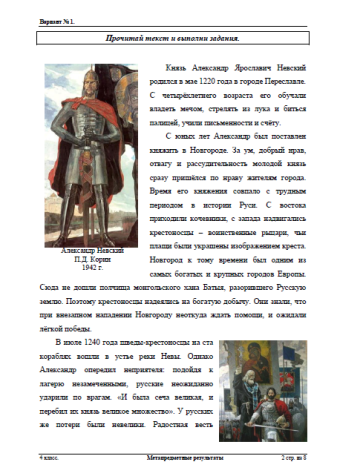 Вариант № 1.
Прочитай текст и выполни задания.
Князь Александр Ярославич Невский
родился в мае 1220 года в городе Переславле.
С четырёхлетнего возраста его обучали
владеть мечом, стрелять из лука и биться
палицей, учили письменности и счёту.
С юных лет Александр был поставлен
княжить в Новгороде. За ум, добрый нрав,
отвагу и рассудительность молодой князь
сразу пришёлся по нраву жителям города.
Время его княжения совпало с трудным
периодом в истории Руси. С востока
приходили кочевники, с запада надвигались
крестоносцы – воинственные рыцари, чьи
плащи были украшены изображением креста.
Новгород к тому времени был одним из
самых богатых и крупных городов Европы.
Александр Невский
П.Д. Корин
1942 г.
Сюда не дошли полчища монгольского хана Батыя, разорившего Русскую
землю. Поэтому крестоносцы надеялись на богатую добычу. Они знали, что
при внезапном нападении Новгороду неоткуда ждать помощи, и ожидали
лёгкой победы.
В июле 1240 года шведы-крестоносцы на ста
кораблях вошли в устье реки Невы. Однако
Александр опередил неприятеля: подойдя к
лагерю незамеченными, русские неожиданно
ударили по врагам. «И была сеча великая, и
перебил их князь великое множество». У русских
же потери были невелики. Радостная весть
4 класс.
Метапредметные результаты
2 стр. из 8